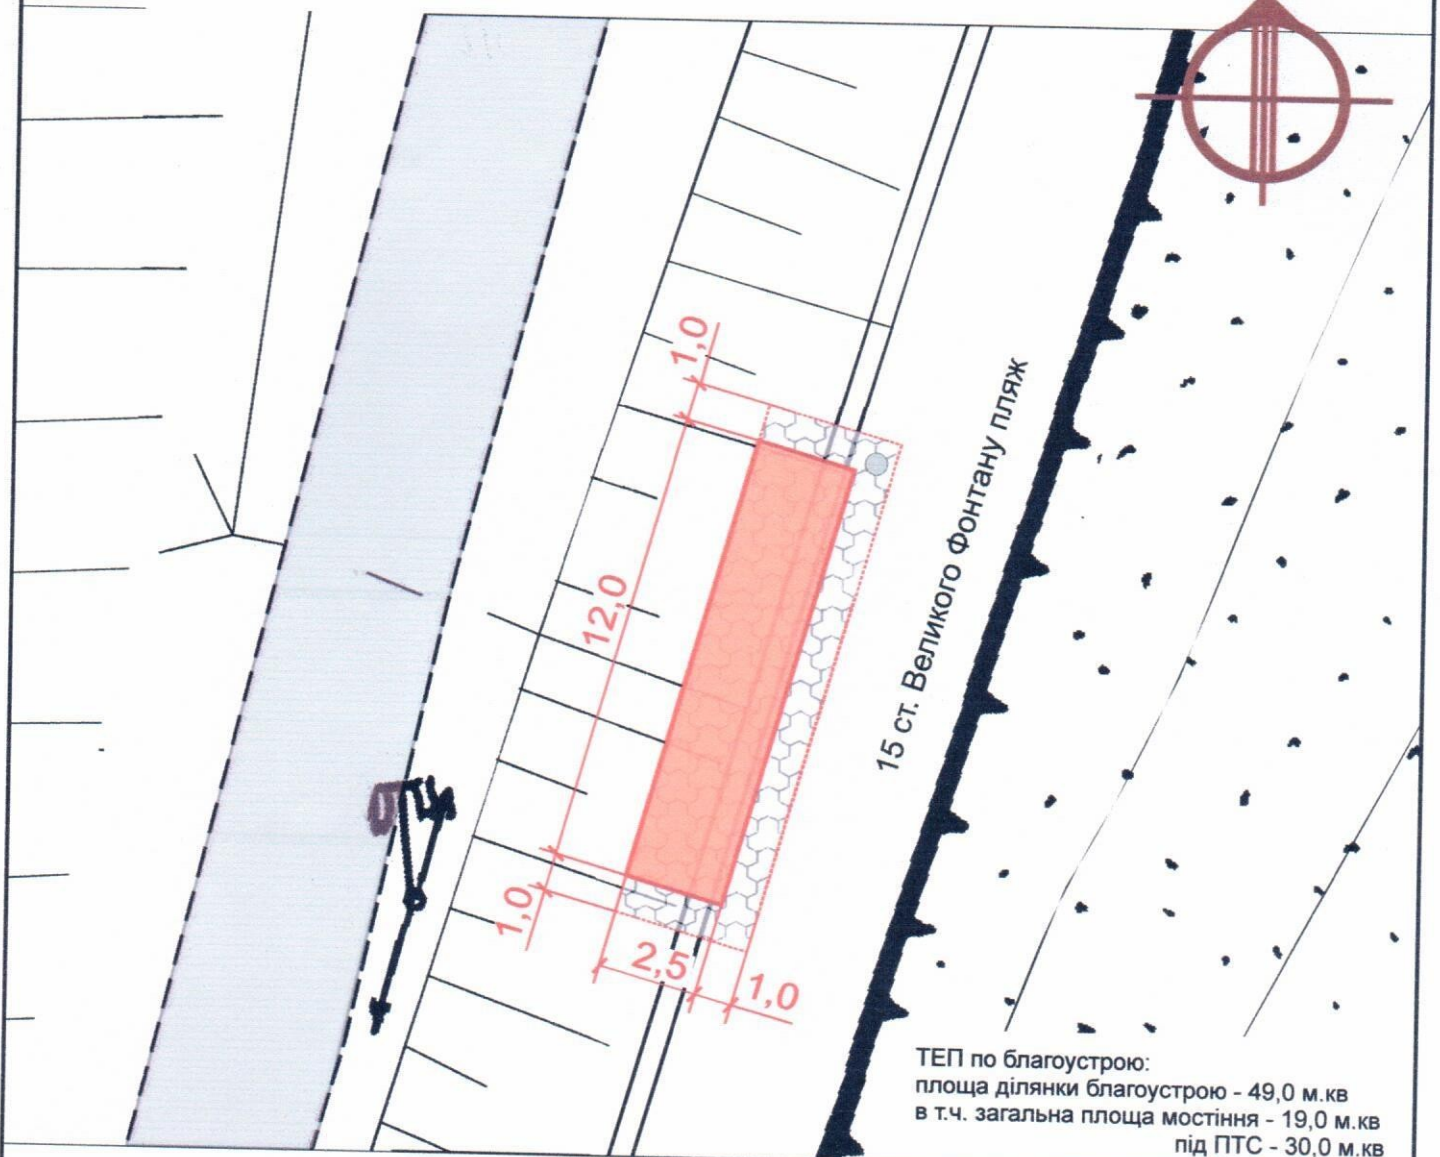 1,0
12,0
1,0
2,5
1,0
15 ст. Великого Фонтану пляж
ТЕП по благоустрою:
площа ділянки благоустрою - 49,0 м.кв
в т.ч. загальна площа мостіння - 19,0 м.кв
під ПТС - 30,0 м.кв